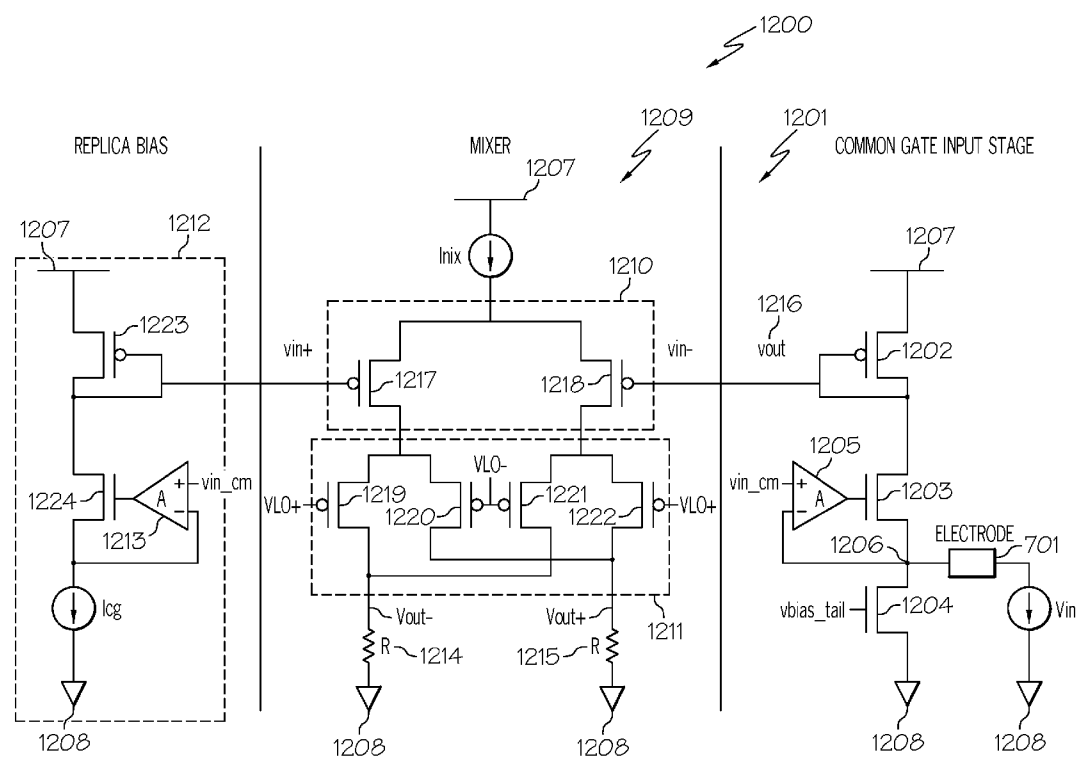 1200
1209
1201
REPLICA BIAS
MIXER
COMMON GATE INPUT STAGE
1207
1207
1212
1207
Inix
1210
1223
vin+
vin-
1216
vout
1202
1217
1218
1205
VLO-
vin_cm
+
A
-
1224
1213
VLO+
1219
1220
1221
1222
VLO+
vin_cm
+
A
-
1203
ELECTRODE
701
1206
Icg
Vout-
Vout+
1211
vbias_tail
1204
Vin
R
1214
1215
R
1208
1208
1208
1208
1208